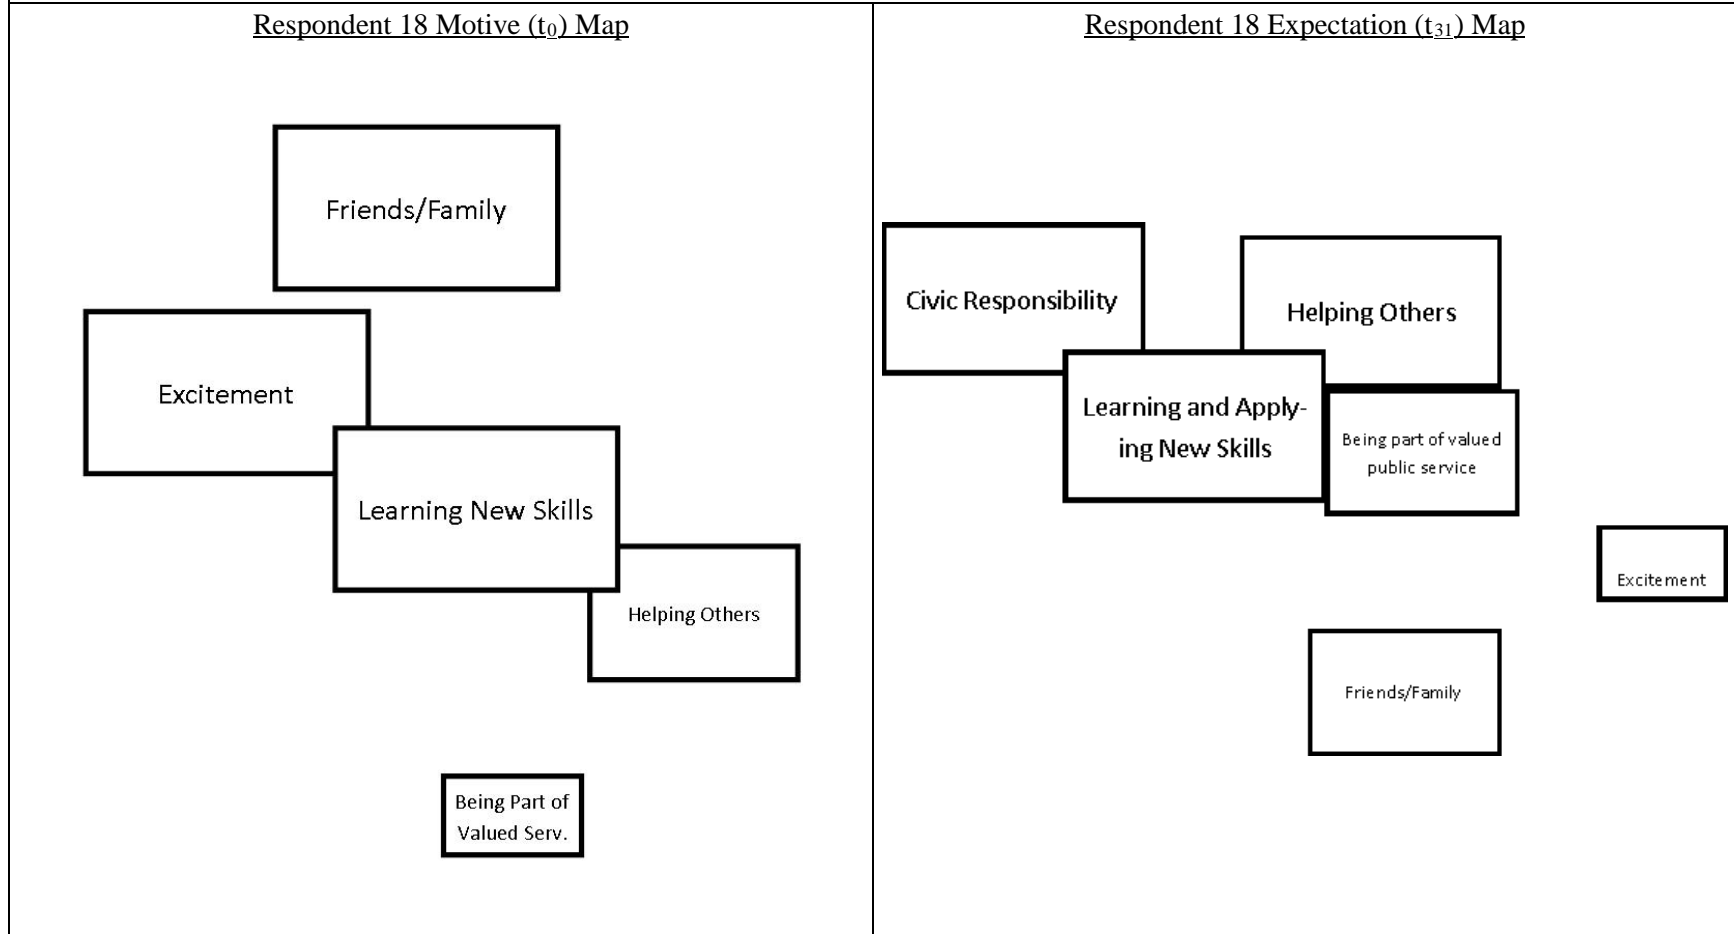 Respondent 18 Motive (t0) Map
Friends/Family
Excitement
Learning New Skills
Helping Others
Being Part of
Valued Serv.
Respondent 18 Expectation (t31) Map
Civic Responsibility
Helping Others
Learning and Apply-
ing New Skills
Being part of valued
public service
Excitement
Friends/Family